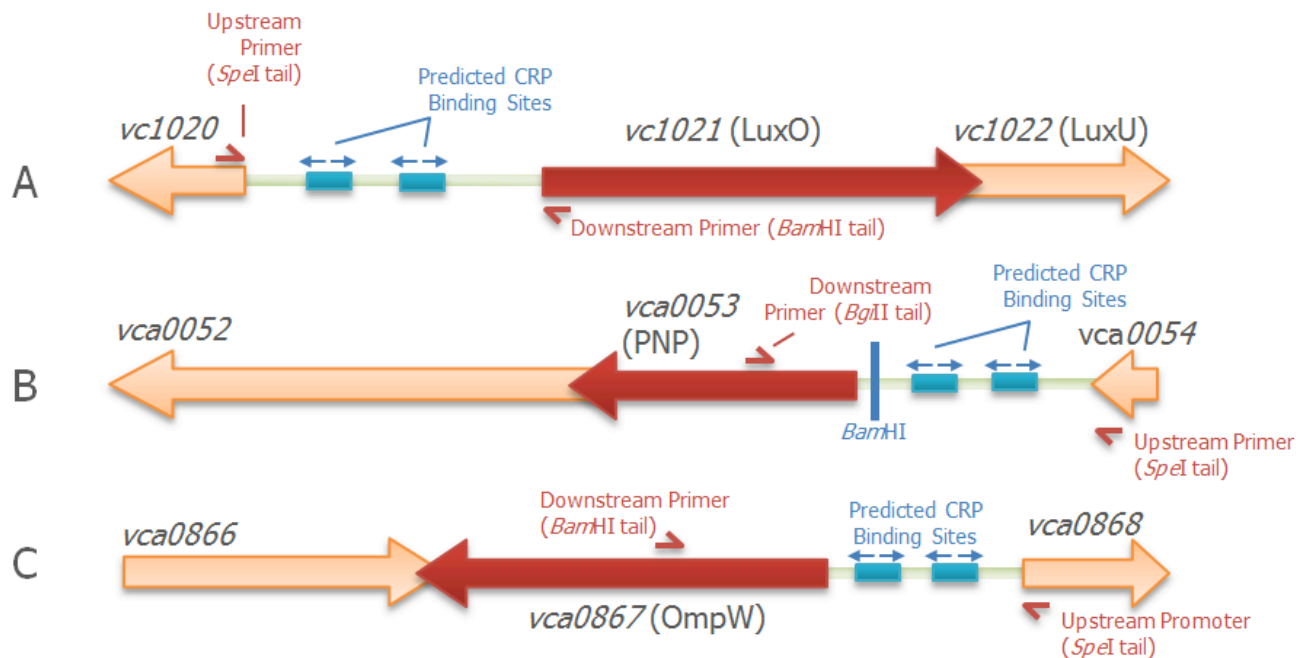 Upstream
Primer
(SpeI tail)
Predicted CRP
Binding Sites
vc1020
vc1021 (LuxO)
vc1022 (LuxU)
A
Downstream Primer (BamHI tail)
Downstream
Primer (BglII tail)
Predicted CRP
Binding Sites
vca0052
vca0053
(PNP)
vca0054
B
BamHI
Upstream Primer
(SpeI tail)
Downstream Primer
(BamHI tail)
Predicted CRP
Binding Sites
vca0866
vca0868
C
vca0867 (OmpW)
Upstream Promoter
(SpeI tail)